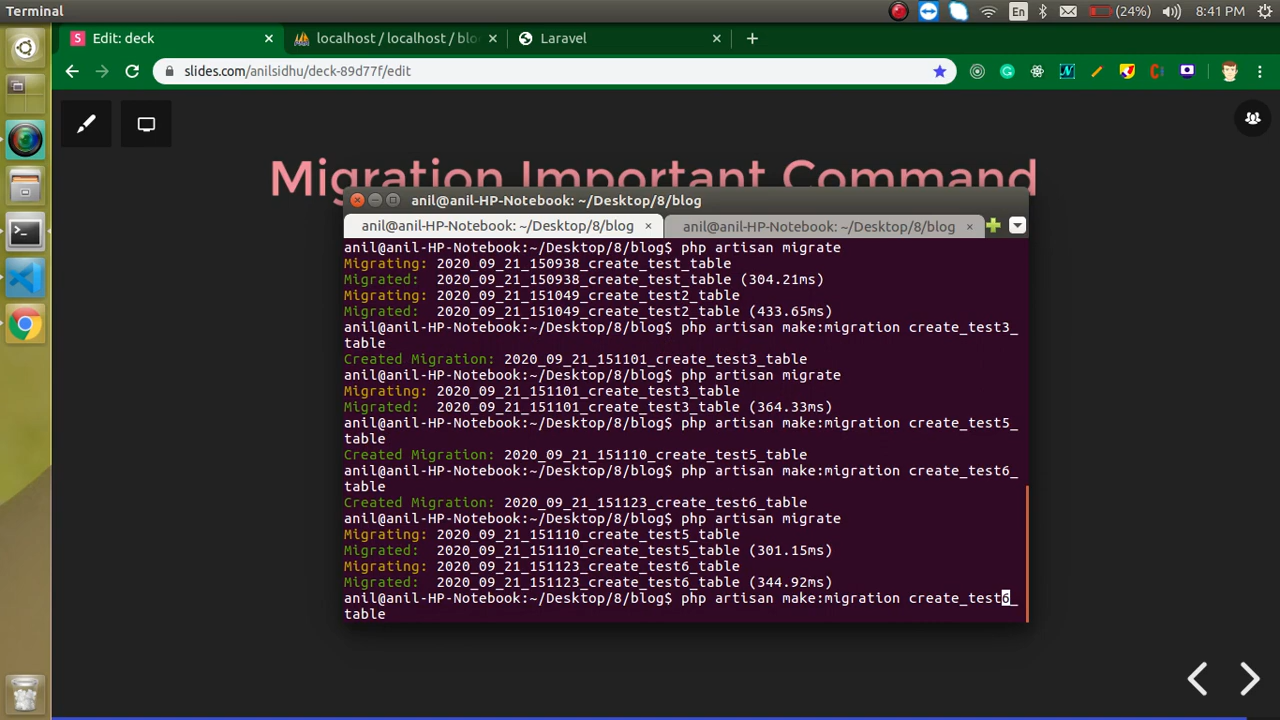 Terminal
En
(24%)
8:41 PM
S Edit: deck
localhost / localhost / blo
Laravel
slides.com/anilsidhu/deck-89d77f/edit
Migration Important Command
anil@anil-HP-Notebook: ~/Desktop/8/blog
anil@anil-HP-Notebook: ~/Desktop/8/blog
anil@anil-HP-Notebook: ~/Desktop/8/blog
anil@anil-HP-Notebook:~/Desktop/8/blog$ php artisan migrate
Migrating: 2020_09_21_150938_create_test_table
Migrated:  2020_09_21_150938_create_test_table (304.21ms)
Migrating: 2020_09_21_151049_create_test2_table
Migrated:  2020_09_21_151049_create_test2_table (433.65ms)
anil@anil-HP-Notebook:~/Desktop/8/blog$ php artisan make:migration create_test3_
table
Created Migration: 2020_09_21_151101_create_test3_table
anil@anil-HP-Notebook:~/Desktop/8/blog$ php artisan migrate
Migrating: 2020_09_21_151101_create_test3_table
Migrated:  2020_09_21_151101_create_test3_table (364.33ms)
anil@anil-HP-Notebook:~/Desktop/8/blog$ php artisan make:migration create_test5_
table
Created Migration: 2020_09_21_151110_create_test5_table
anil@anil-HP-Notebook:~/Desktop/8/blog$ php artisan make:migration create_test6_
table
Created Migration: 2020_09_21_151123_create_test6_table
anil@anil-HP-Notebook:~/Desktop/8/blog$ php artisan migrate
Migrating: 2020_09_21_151110_create_test5_table
Migrated:  2020_09_21_151110_create_test5_table (301.15ms)
Migrating: 2020_09_21_151123_create_test6_table
Migrated:  2020_09_21_151123_create_test6_table (344.92ms)
anil@anil-HP-Notebook:~/Desktop/8/blog$ php artisan make:migration create_test6_
table